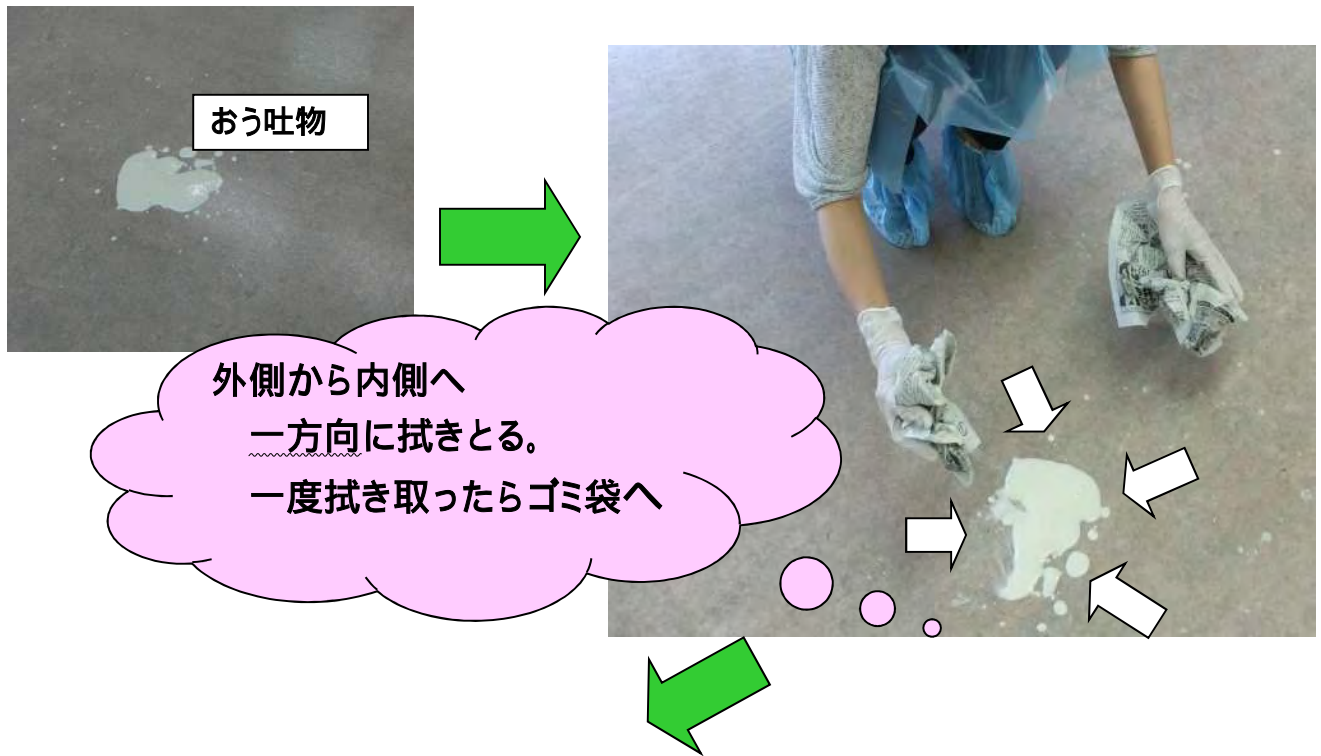 おう吐物
外側から内側へ
一方向に拭きとる。
一度拭き取ったらゴミ袋へ